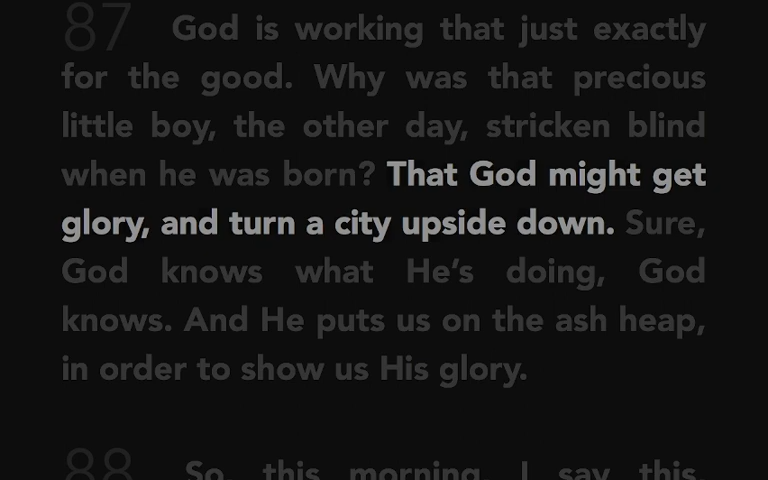 87 God is working that just exactly
for the good. Why was that precious
little boy, the other day, stricken blind
when he was born? That God might get
glory, and turn a city upside down. Sure,
God knows what He's doing, God
knows. And He puts us on the ash heap,
in order to show us His glory.
88 So, this morning, I say this,